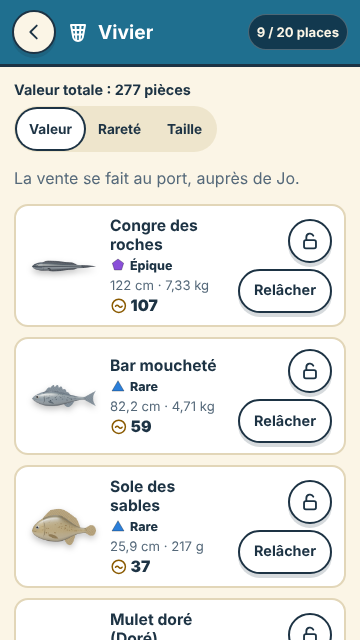 Vivier
9 / 20 places
Valeur totale : 277 pièces
Valeur
Rareté
Taille
La vente se fait au port, auprès de Jo.
Congre des
roches
Épique
122 cm · 7,33 kg
107
Relâcher
Bar moucheté
Rare
82,2 cm · 4,71 kg
59
Relâcher
Sole des
sables
Rare
25,9 cm · 217 g
37
Relâcher
Mulet doré
(Doré)